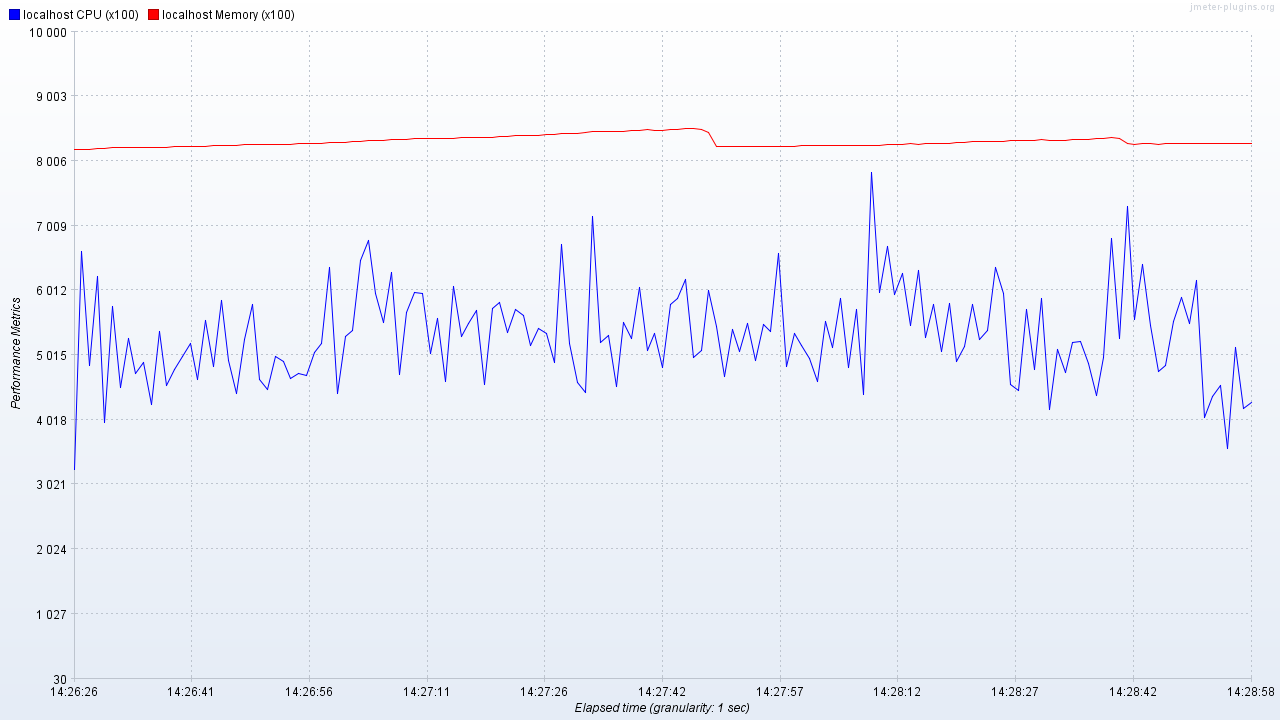 localhost CPU (x100) localhost Memory (x100)
jmeter-plugins.org
10 000
9 003
8 006
7 009
6 012
5 015
4 018
3 021
2 024
1 027
30
Performance Metrics
14:26:26 14:26:41 14:26:56 14:27:11 14:27:26 14:27:42 14:27:57 14:28:12 14:28:27 14:28:42 14:28:58
Elapsed time (granularity: 1 sec)